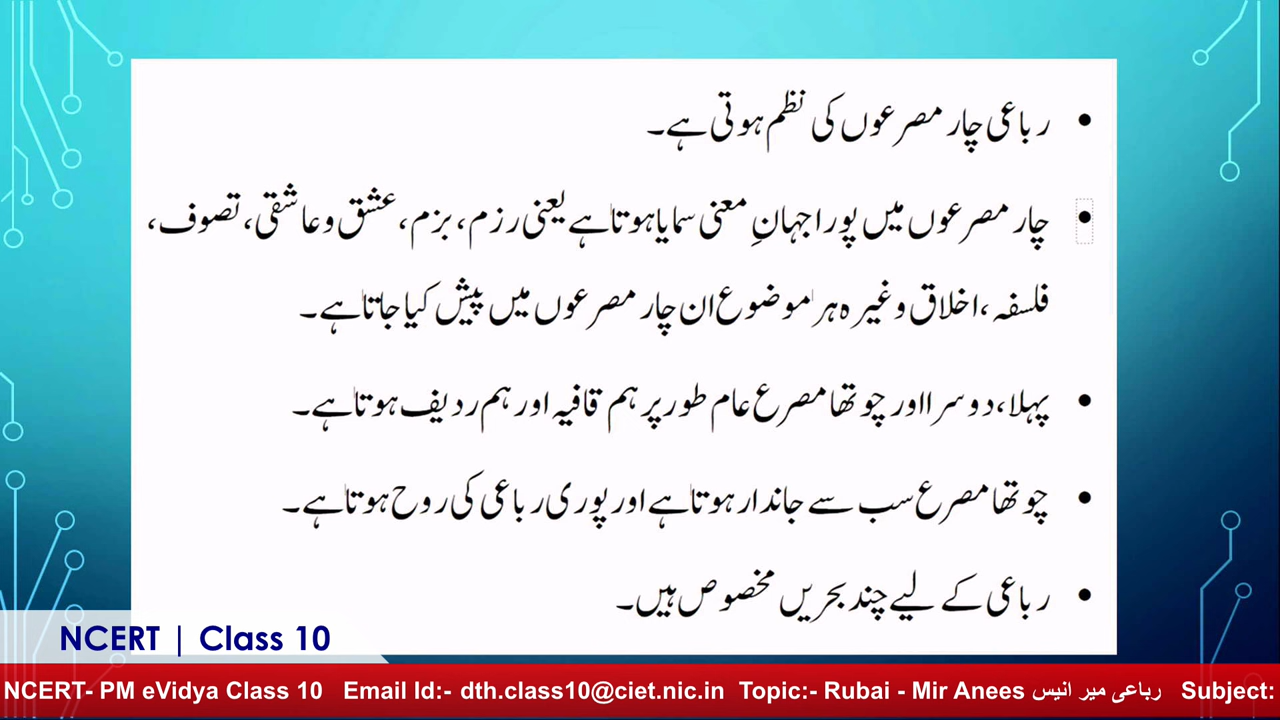 • رباعی چار مصرعوں کی نظم ہوتی ہے۔
• چار مصرعوں میں پورا جہانِ معنی سمایا ہوتا ہے یعنی رزم، بزم، عشق و عاشقی، تصوف،
فلسفہ، اخلاق وغیرہ ہر موضوع ان چار مصرعوں میں پیش کیا جاتا ہے۔
• پہلا، دوسرا اور چوتھا مصرع عام طور پر ہم قافیہ اور ہم ردیف ہوتا ہے۔
• چوتھا مصرع سب سے جاندار ہوتا ہے اور پوری رباعی کی روح ہوتا ہے۔
• رباعی کے لیے چند بحریں مخصوص ہیں۔
NCERT | Class 10
NCERT- PM eVidya Class 10 Email Id:- dth.class10@ciet.nic.in Topic:- Rubai - Mir Anees رباعی میر انیس Subject: